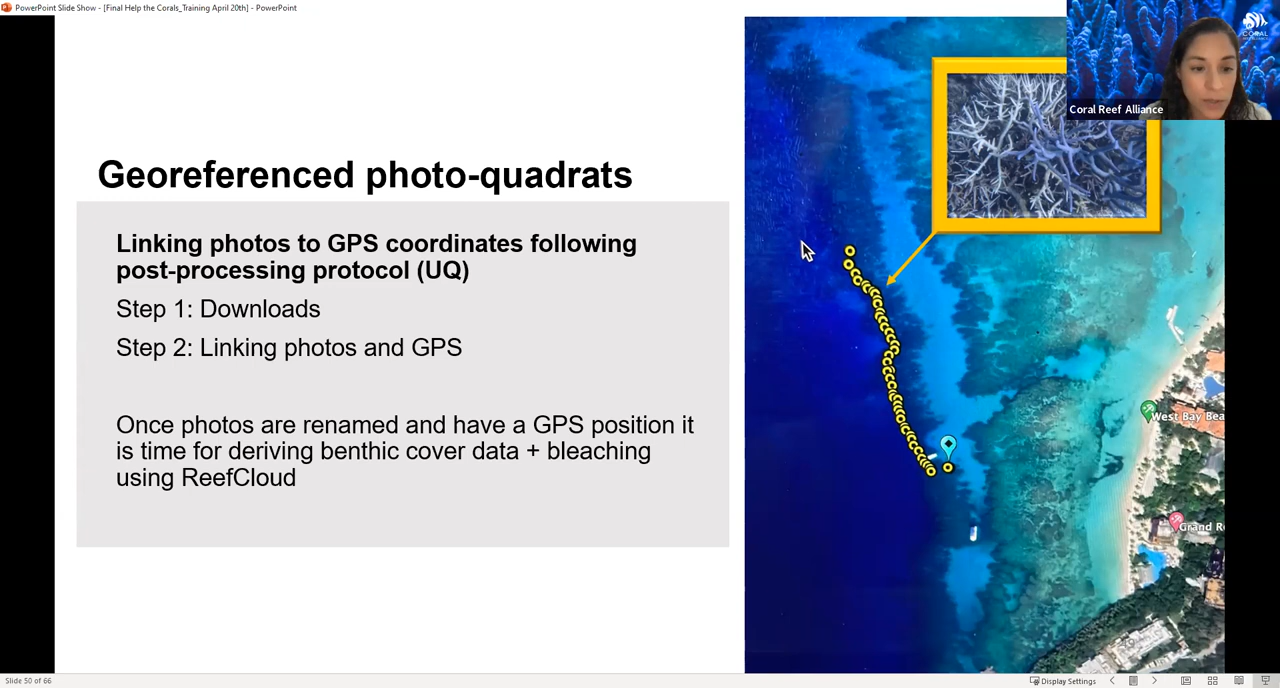 PowerPoint Slide Show - [Final Help the Corals_Training April 20th] - PowerPoint
CORAL
Coral Reef Alliance
Georeferenced photo-quadrats
Linking photos to GPS coordinates following
post-processing protocol (UQ)
Step 1: Downloads
Step 2: Linking photos and GPS
Once photos are renamed and have a GPS position it
is time for deriving benthic cover data + bleaching
using ReefCloud
West Bay Bea
Grand R
Slide 50 of 66
Display Settings